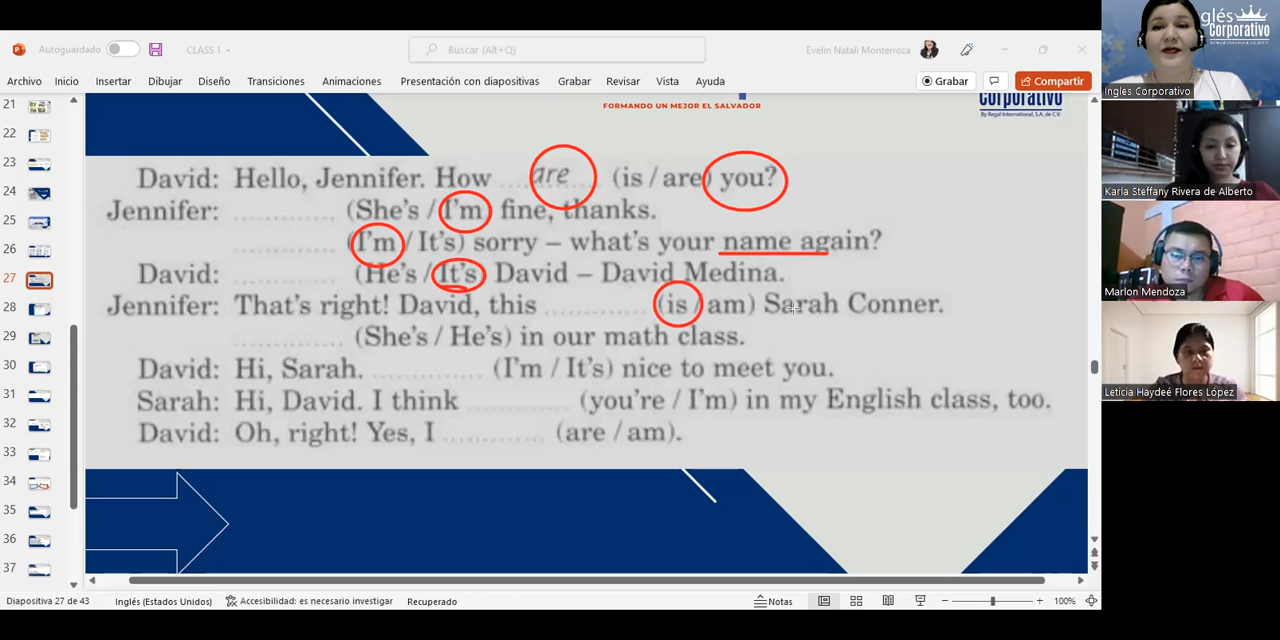 Autoguardado
CLASS 1
Buscar (Alt+Q)
Evelin Natali Monterroza
Archivo Inicio Insertar Dibujar Diseño Transiciones Animaciones Presentación con diapositivas Grabar Revisar Vista Ayuda
Grabar
Compartir
FORMANDO UN MEJOR EL SALVADOR
Corporativo
By Regal International, S.A. de C.V.
David: Hello, Jennifer. How are (is / are) you?
Jennifer: ............ (She's / I'm) fine, thanks.
............ (I'm / It's) sorry – what's your name again?
David: ............ (He's / It's) David – David Medina.
Jennifer: That's right! David, this ............ (is / am) Sarah Conner.
............ (She's / He's) in our math class.
David: Hi, Sarah. ............ (I'm / It's) nice to meet you.
Sarah: Hi, David. I think ............ (you're / I'm) in my English class, too.
David: Oh, right! Yes, I ............ (are / am).
21
22
23
24
25
26
27
28
29
30
31
32
33
34
35
36
37
Diapositiva 27 de 43
Inglés (Estados Unidos)
Accesibilidad: es necesario investigar
Recuperado
Notas
100%
glés
Corporativo
Ingles Corporativo
Karla Steffany Rivera de Alberto
Marlon Mendoza
Leticia Haydeé Flores López